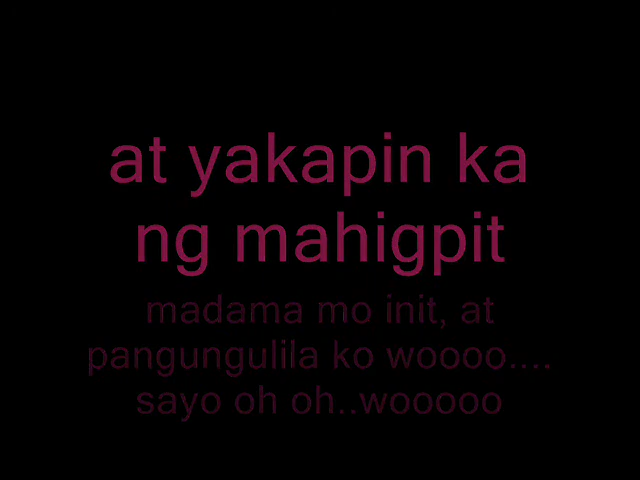 at yakapin ka
ng mahigpit
madama mo init, at
pangungulila ko woooo....
sayo oh oh..wooooo